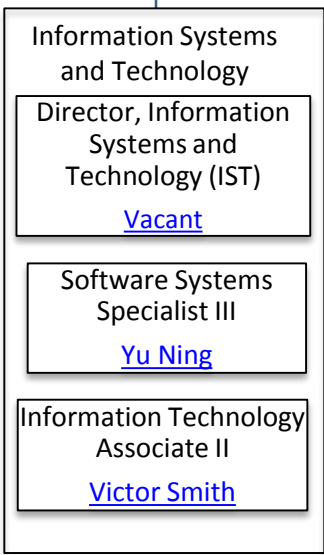 Information Systems
and Technology
Director, Information
Systems and
Technology (IST)
Vacant
Software Systems
Specialist III
Yu Ning
Information Technology
Associate II
Victor Smith